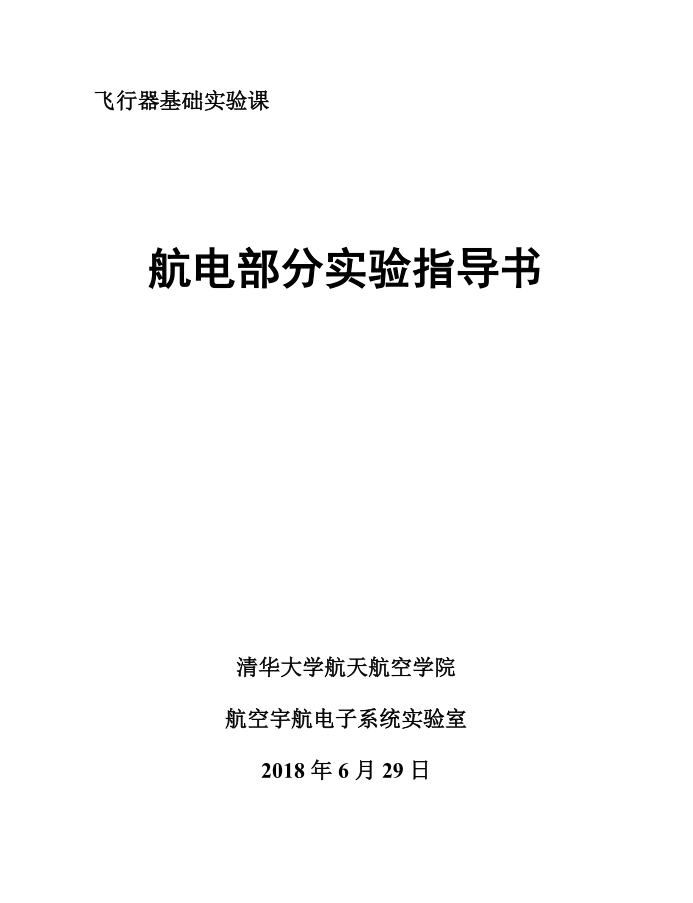 飞行器基础实验课
航电部分实验指导书
清华大学航天航空学院
航空宇航电子系统实验室
2018 年 6 月 29 日